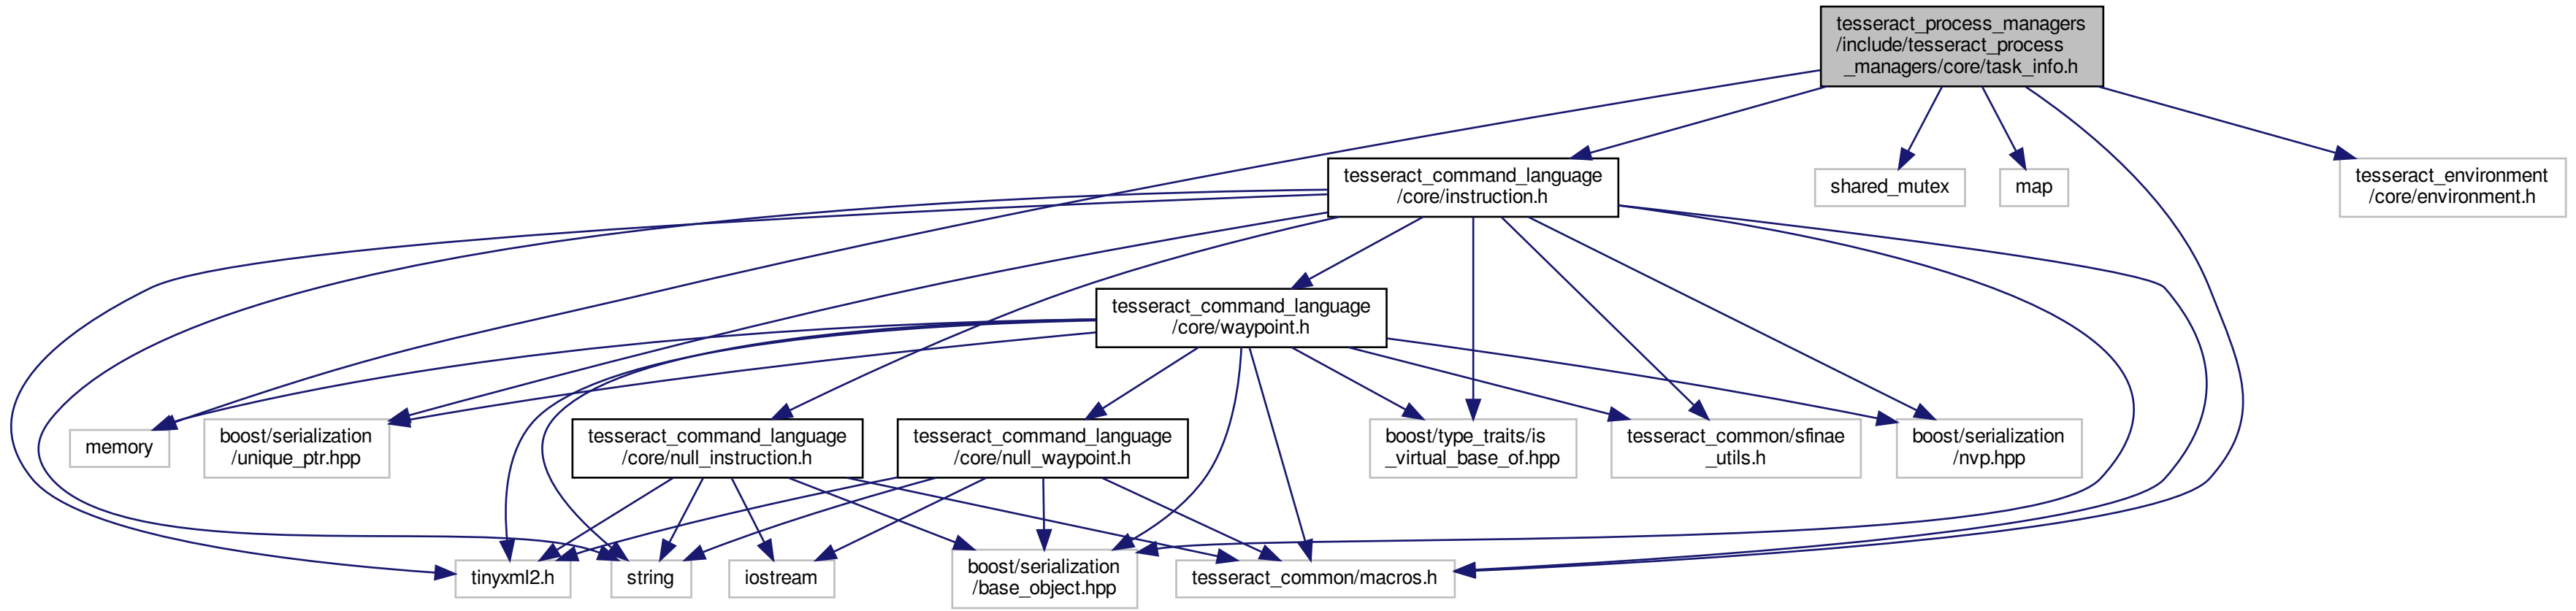 tesseract_process_managers
/include/tesseract_process
_managers/core/task_info.h
tesseract_command_language
/core/instruction.h
shared_mutex
map
tesseract_environment
/core/environment.h
tesseract_command_language
/core/waypoint.h
memory
boost/serialization
/unique_ptr.hpp
tesseract_command_language
/core/null_instruction.h
tesseract_command_language
/core/null_waypoint.h
boost/type_traits/is
_virtual_base_of.hpp
tesseract_common/sfinae
_utils.h
boost/serialization
/nvp.hpp
tinyxml2.h
string
iostream
boost/serialization
/base_object.hpp
tesseract_common/macros.h